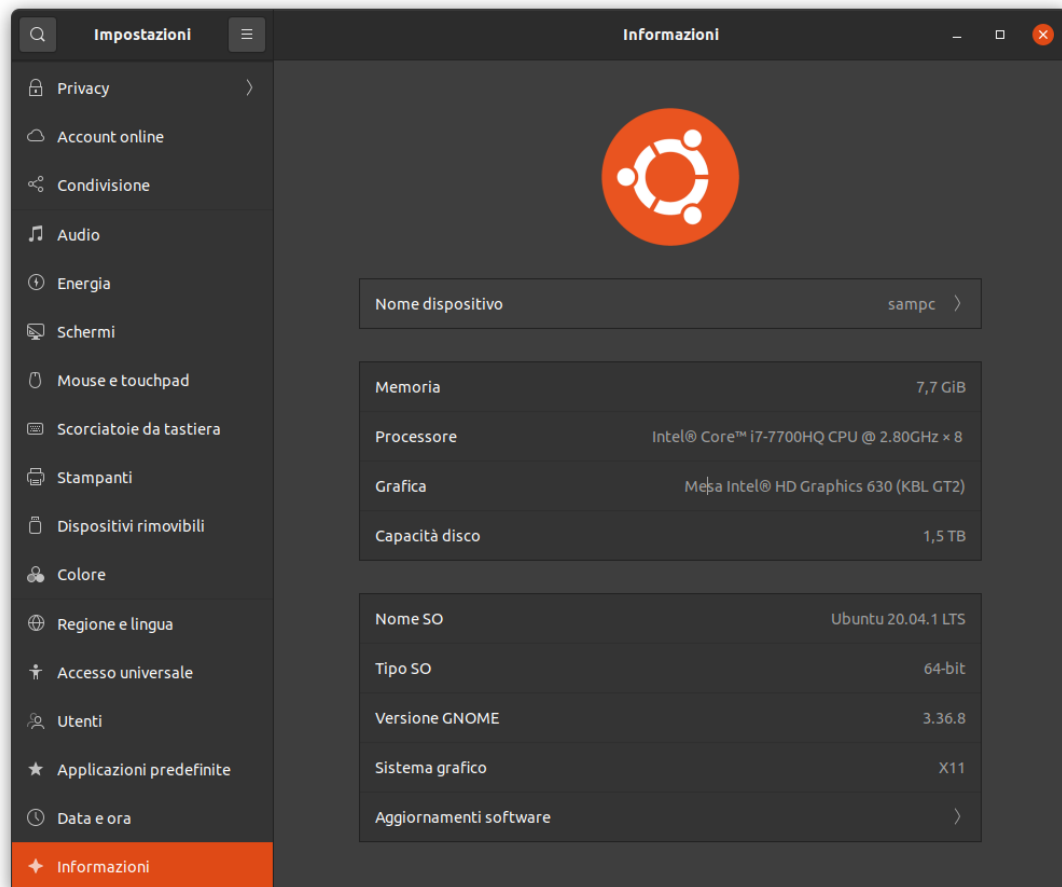 Impostazioni
Privacy
Account online
Condivisione
Audio
Energia
Schermi
Mouse e touchpad
Scorciatoie da tastiera
Stampanti
Dispositivi rimovibili
Colore
Regione e lingua
Accesso universale
Utenti
Applicazioni predefinite
Data e ora
Informazioni
Informazioni
Nome dispositivo sampc
Memoria 7,7 GiB
Processore Intel® Core™ i7-7700HQ CPU @ 2.80GHz × 8
Grafica Mesa Intel® HD Graphics 630 (KBL GT2)
Capacità disco 1,5 TB
Nome SO Ubuntu 20.04.1 LTS
Tipo SO 64-bit
Versione GNOME 3.36.8
Sistema grafico X11
Aggiornamenti software